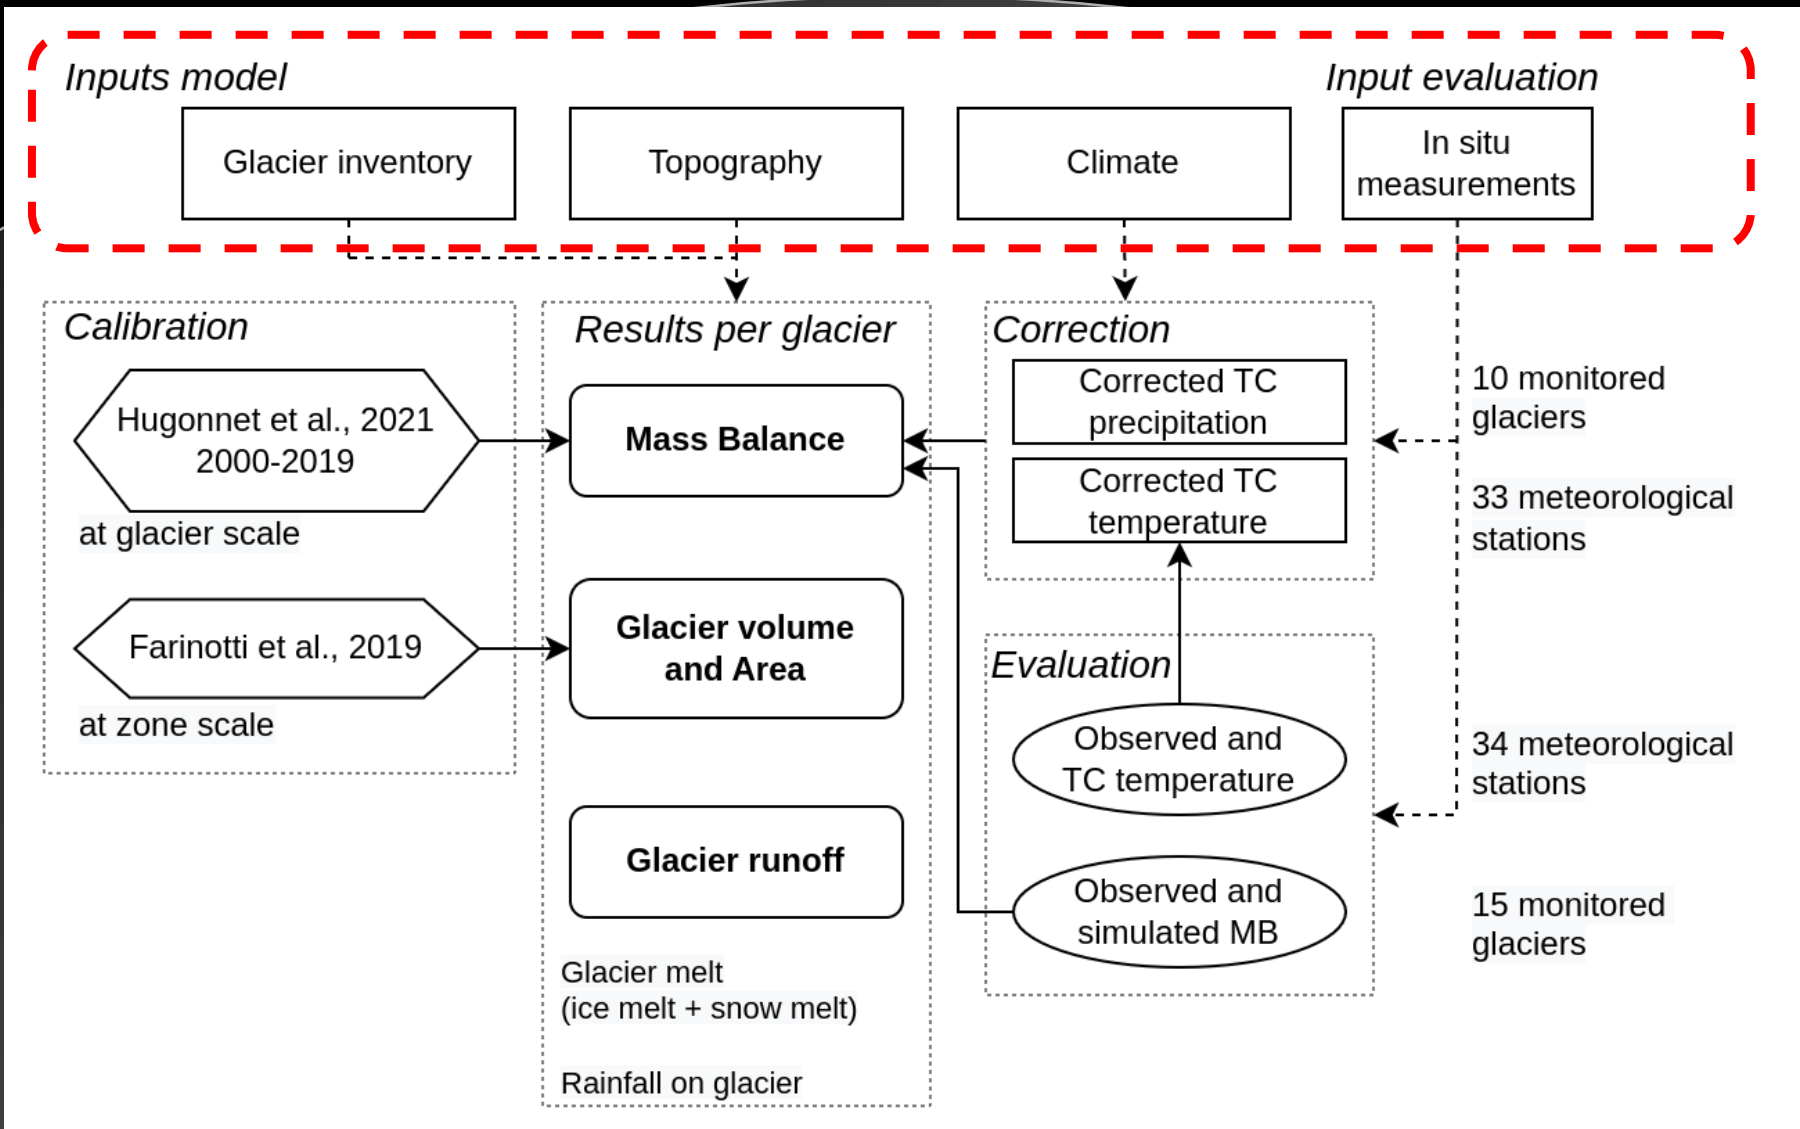 Inputs model
Input evaluation
Glacier inventory
Topography
Climate
In situ
measurements
Calibration
Hugonnet et al., 2021
2000-2019
at glacier scale
Farinotti et al., 2019
at zone scale
Results per glacier
Mass Balance
Glacier volume
and Area
Glacier runoff
Glacier melt
(ice melt + snow melt)
Rainfall on glacier
Correction
Corrected TC
precipitation
Corrected TC
temperature
Evaluation
Observed and
TC temperature
Observed and
simulated MB
10 monitored
glaciers
33 meteorological
stations
34 meteorological
stations
15 monitored
glaciers